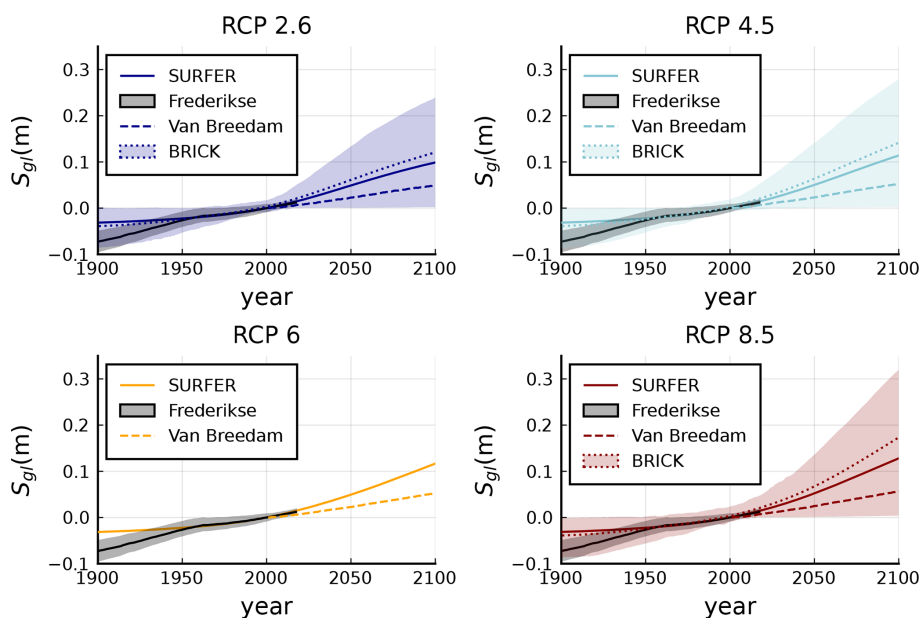 RCP 2.6
S_gl(m)
0.3
0.2
0.1
0.0
−0.1
SURFER
Frederikse
Van Breedam
BRICK
1900 1950 2000 2050 2100
year
RCP 4.5
S_gl(m)
0.3
0.2
0.1
0.0
−0.1
SURFER
Frederikse
Van Breedam
BRICK
1900 1950 2000 2050 2100
year
RCP 6
S_gl(m)
0.3
0.2
0.1
0.0
−0.1
SURFER
Frederikse
Van Breedam
1900 1950 2000 2050 2100
year
RCP 8.5
S_gl(m)
0.3
0.2
0.1
0.0
−0.1
SURFER
Frederikse
Van Breedam
BRICK
1900 1950 2000 2050 2100
year